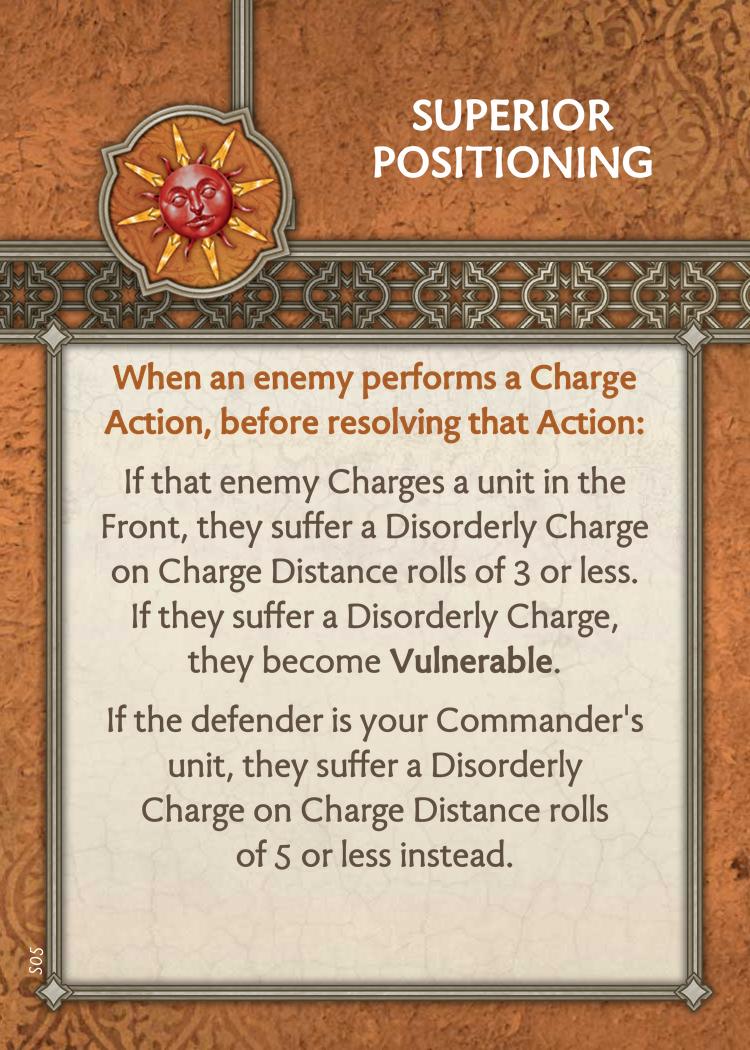 SUPERIOR
POSITIONING
When an enemy performs a Charge
Action, before resolving that Action:
If that enemy Charges a unit in the
Front, they suffer a Disorderly Charge
on Charge Distance rolls of 3 or less.
If they suffer a Disorderly Charge,
they become Vulnerable.
If the defender is your Commander's
unit, they suffer a Disorderly
Charge on Charge Distance rolls
of 5 or less instead.
S05